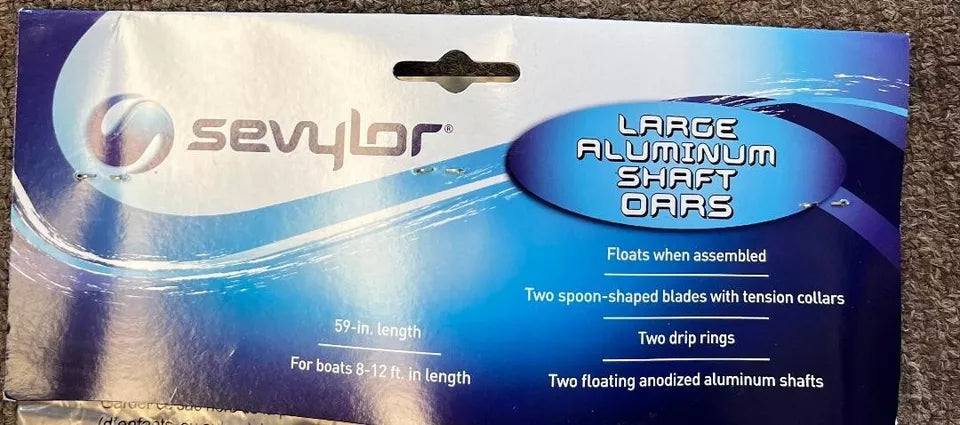 sevylor®
LARGE
ALUMINUM
SHAFT
OARS
Floats when assembled
Two spoon-shaped blades with tension collars
Two drip rings
Two floating anodized aluminum shafts
59-in. length
For boats 8-12 ft. in length